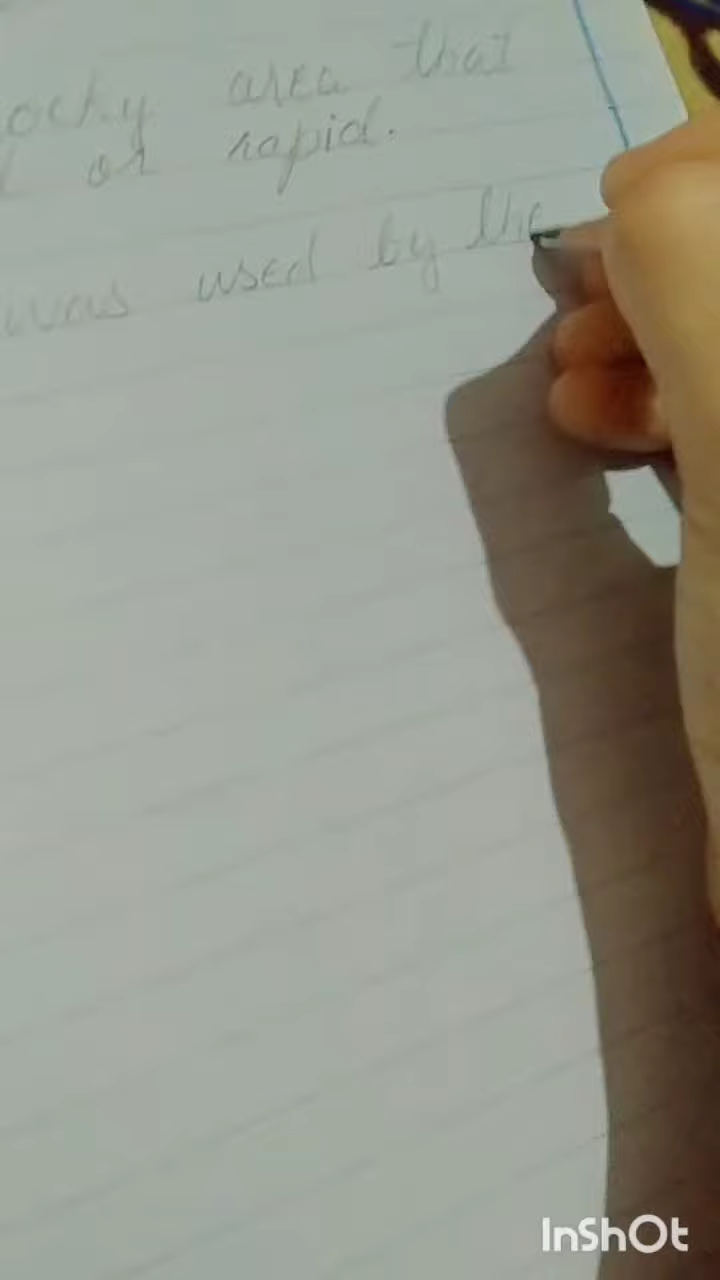 ocky area that
or rapid.
was used by the
InShOt